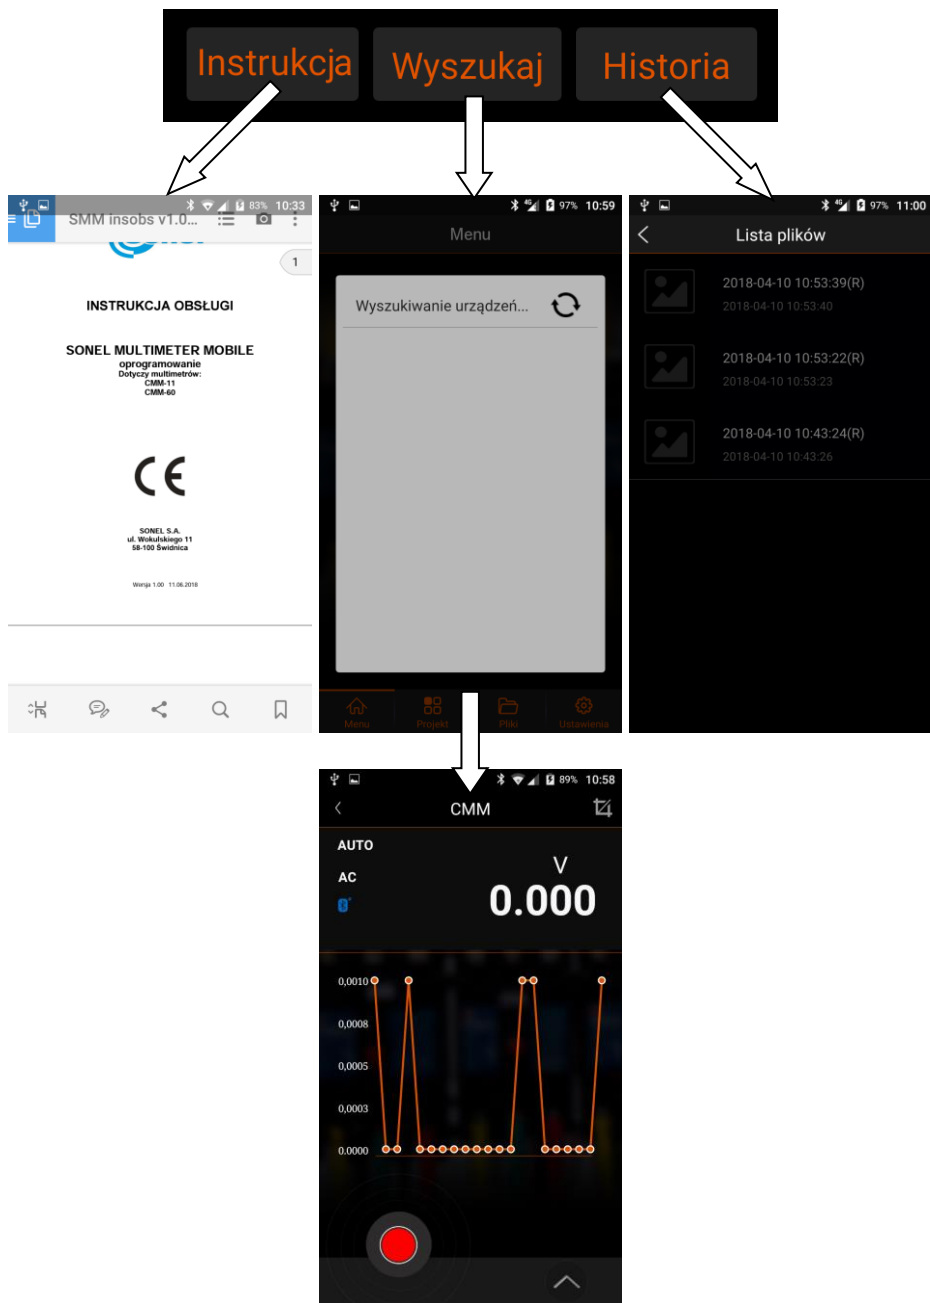 Instrukcja
Wyszukaj
Historia
83% 10:33
SMM insobs v1.0...
1
INSTRUKCJA OBSŁUGI
SONEL MULTIMETER MOBILE
oprogramowanie
Dotyczy multimetrów:
CMM-11
CMM-60
CE
SONEL S.A.
ul. Wokulskiego 11
58-100 Świdnica
Wersja 1.00 11.06.2018
4G 97% 10:59
Menu
Wyszukiwanie urządzeń...
Menu
Projekt
Pliki
Ustawienia
4G 97% 11:00
Lista plików
2018-04-10 10:53:39(R)
2018-04-10 10:53:40
2018-04-10 10:53:22(R)
2018-04-10 10:53:23
2018-04-10 10:43:24(R)
2018-04-10 10:43:26
89% 10:58
CMM
AUTO
AC
V
0.000
0,0010
0,0008
0,0005
0,0003
0.0000